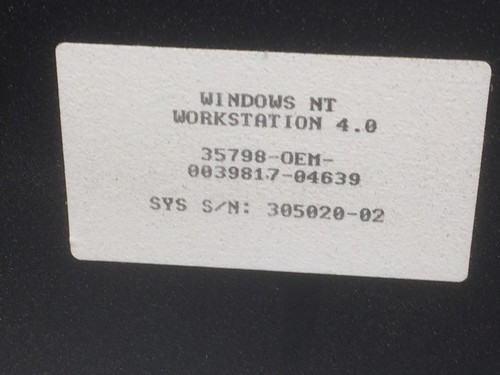 WINDOWS NT
WORKSTATION 4.0
35798-OEM-
0039817-04639
SYS S/N: 305020-02